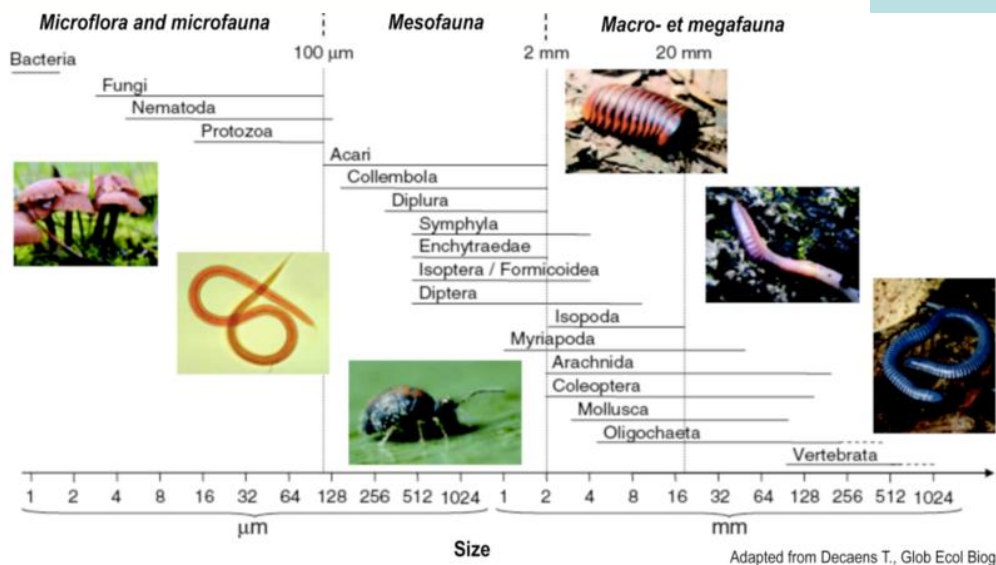 Microflora and microfauna Mesofauna Macro- et megafauna
100 μm 2 mm 20 mm
Bacteria
Fungi
Nematoda
Protozoa
Acari
Collembola
Diplura
Symphyla
Enchytraedae
Isoptera / Formicoidea
Diptera
Isopoda
Myriapoda
Arachnida
Coleoptera
Mollusca
Oligochaeta
Vertebrata
1 2 4 8 16 32 64 128 256 512 1024 1 2 4 8 16 32 64 128 256 512 1024
μm mm
Size
Adapted from Decaens T., Glob Ecol Biog